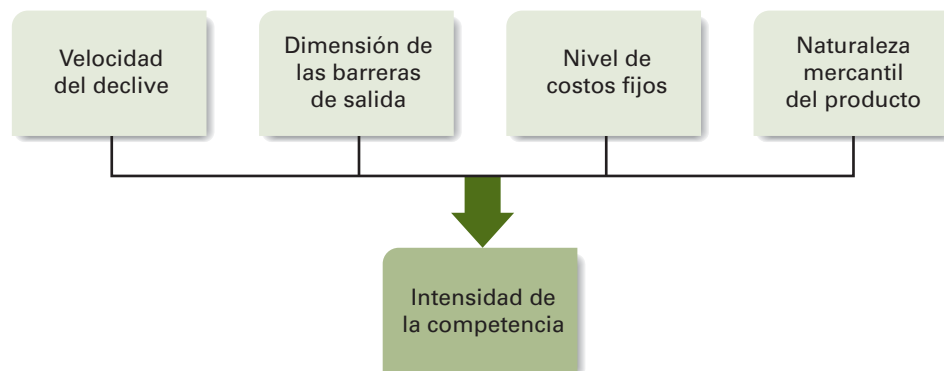 Velocidad
del declive
Dimensión de
las barreras
de salida
Nivel de
costos fijos
Naturaleza
mercantil
del producto
Intensidad de
la competencia